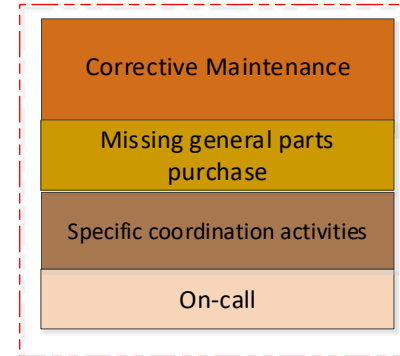 Corrective Maintenance
Missing general parts
purchase
Specific coordination activities
On-call